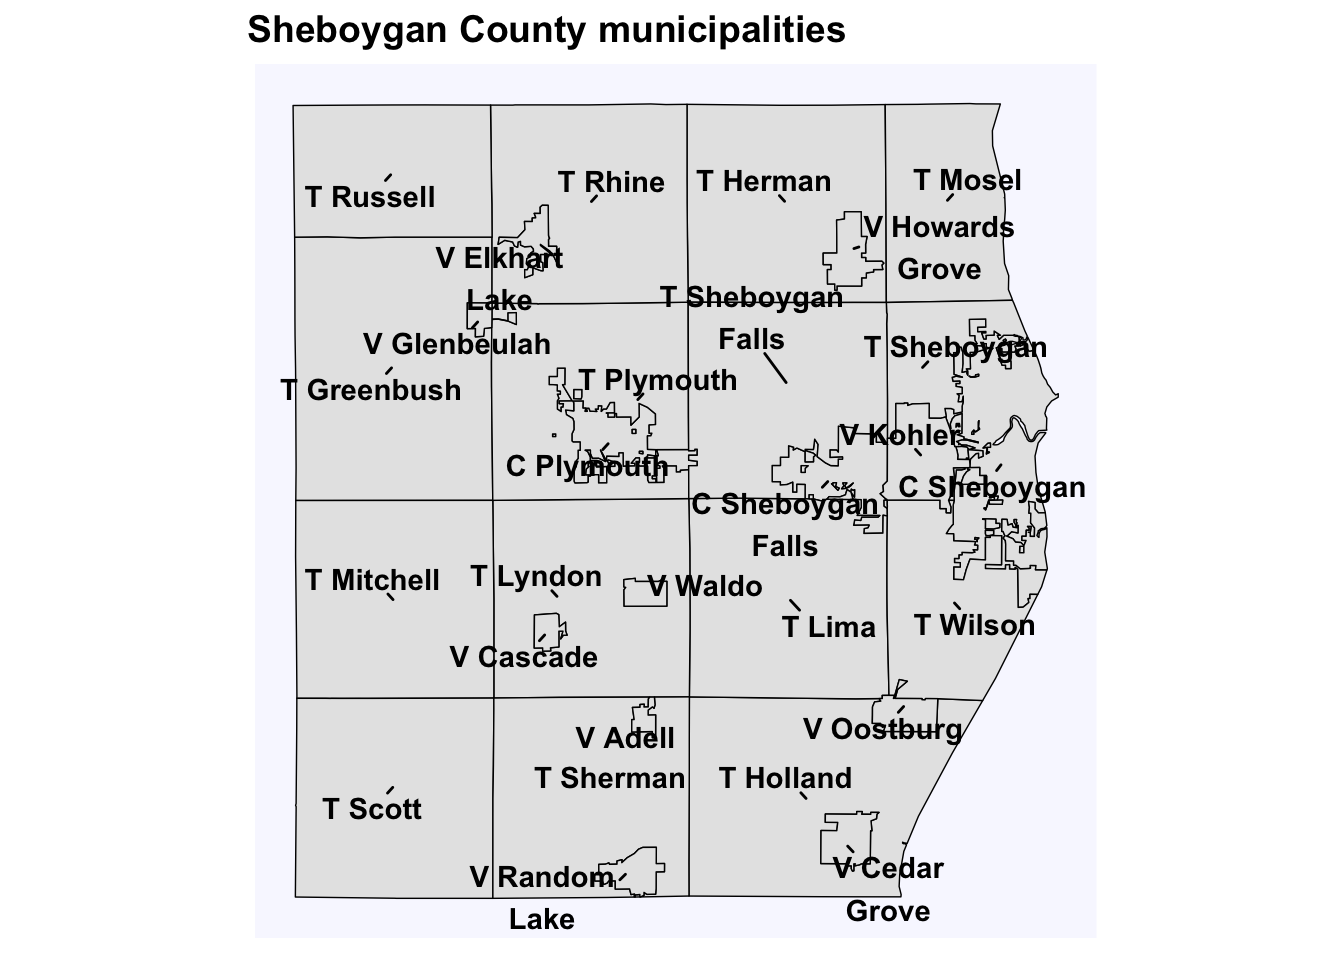 Sheboygan County municipalities
T Russell
T Rhine
T Herman
T Mosel
V Howards
Grove
V Elkhart
Lake
T Sheboygan
Falls
V Glenbeulah
T Sheboygan
T Greenbush
T Plymouth
V Kohler
C Plymouth
C Sheboygan
C Sheboygan
Falls
T Mitchell
T Lyndon
V Waldo
T Lima
T Wilson
V Cascade
V Adell
V Oostburg
T Sherman
T Holland
T Scott
V Random
Lake
V Cedar
Grove